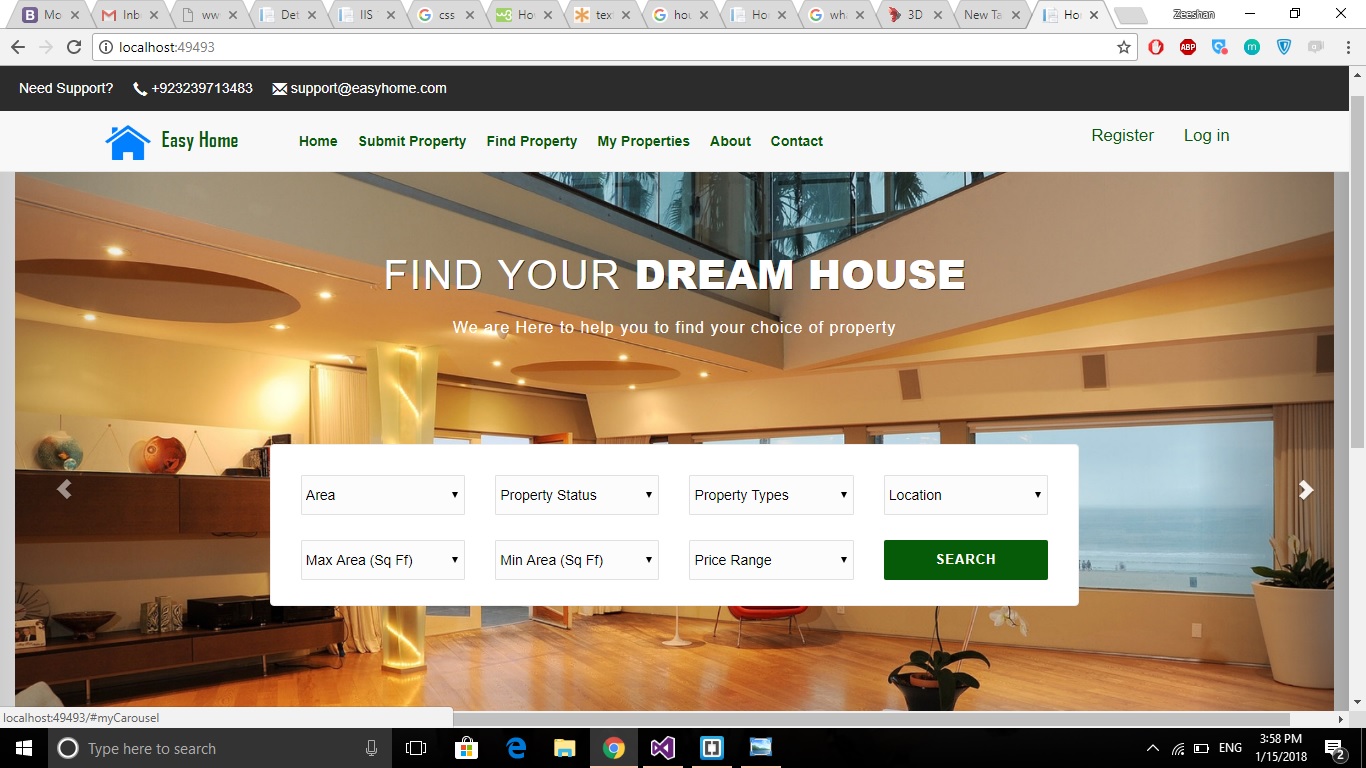 Mo Inb ww Det IIS css Hov tex hou Ho wha 3D New Ta Ho Zeeshan
localhost:49493
Need Support? +923239713483 support@easyhome.com
Easy Home Home Submit Property Find Property My Properties About Contact Register Log in
FIND YOUR DREAM HOUSE
We are Here to help you to find your choice of property
Area Property Status Property Types Location
Max Area (Sq Ff) Min Area (Sq Ff) Price Range SEARCH
localhost:49493/#myCarousel
Type here to search ENG 3:58 PM
1/15/2018 2